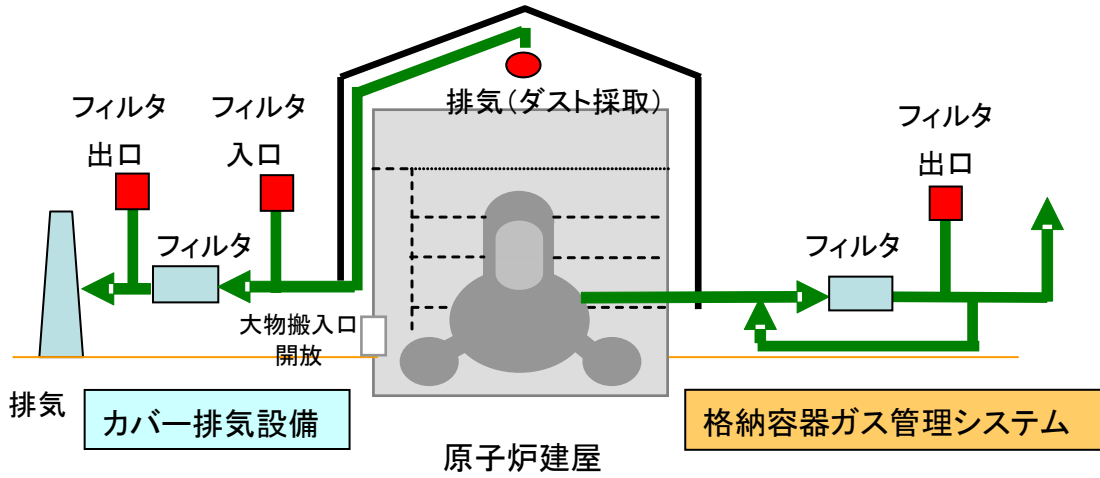 排気(ダスト採取)
フィルタ
出口
フィルタ
入口
フィルタ
出口
フィルタ
フィルタ
大物搬入口
開放
排気
カバー排気設備
格納容器ガス管理システム
原子炉建屋